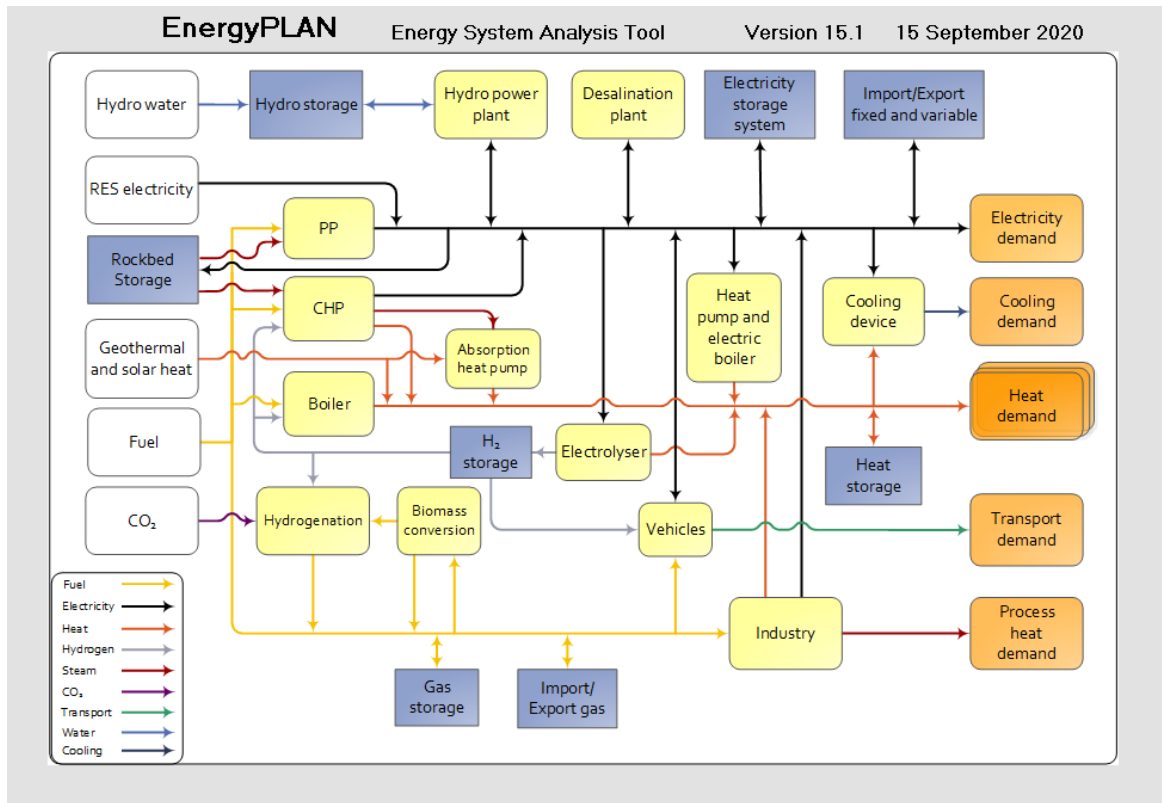 EnergyPLAN Energy System Analysis Tool Version 15.1 15 September 2020
Hydro water
Hydro storage
Hydro power
plant
Desalination
plant
Electricity
storage
system
Import/Export
fixed and variable
RES electricity
PP
Electricity
demand
Rockbed
Storage
CHP
Heat
pump and
electric
boiler
Cooling
device
Cooling
demand
Geothermal
and solar heat
Absorption
heat pump
Boiler
Heat
demand
Fuel
H₂
storage
Electrolyser
Heat
storage
CO₂
Hydrogenation
Biomass
conversion
Vehicles
Transport
demand
Fuel
Electricity
Heat
Hydrogen
Steam
CO₂
Transport
Water
Cooling
Industry
Process
heat
demand
Gas
storage
Import/
Export gas